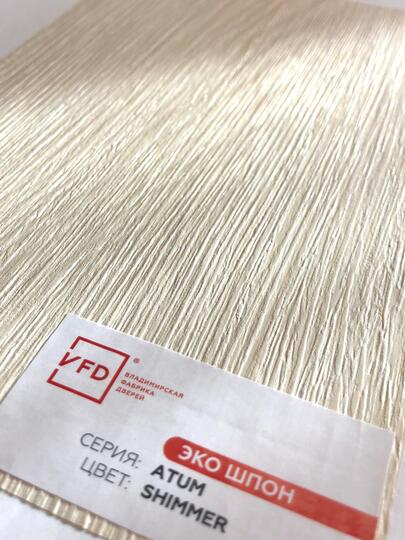 VFD®
ВЛАДИМИРСКАЯ
ФАБРИКА
ДВЕРЕЙ
ЭКО ШПОН
СЕРИЯ: ATUM
ЦВЕТ: SHIMMER